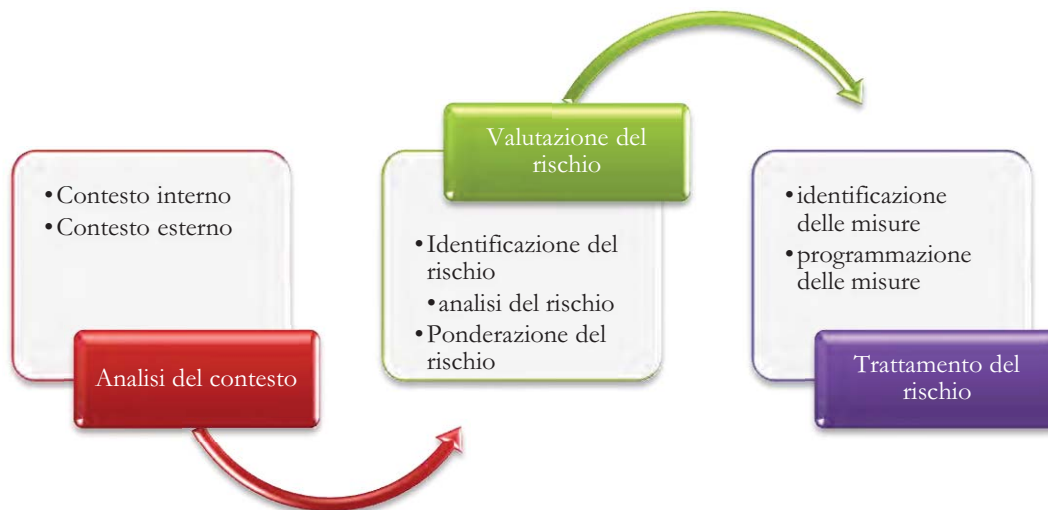 • Contesto interno
• Contesto esterno
Analisi del contesto
Valutazione del
rischio
• Identificazione del
rischio
• analisi del rischio
• Ponderazione del
rischio
• identificazione
delle misure
• programmazione
delle misure
Trattamento del
rischio